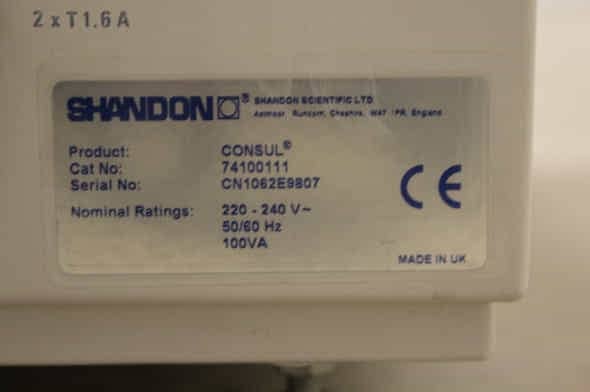 2 x T 1.6 A
SHANDON ® SHANDON SCIENTIFIC LTD
Astmoor, Runcorn, Cheshire, WA7 1PR, England
Product: CONSUL©
Cat No: 74100111
Serial No: CN1062E9807
Nominal Ratings: 220 - 240 V~
50/60 Hz
100VA
CE
MADE IN UK